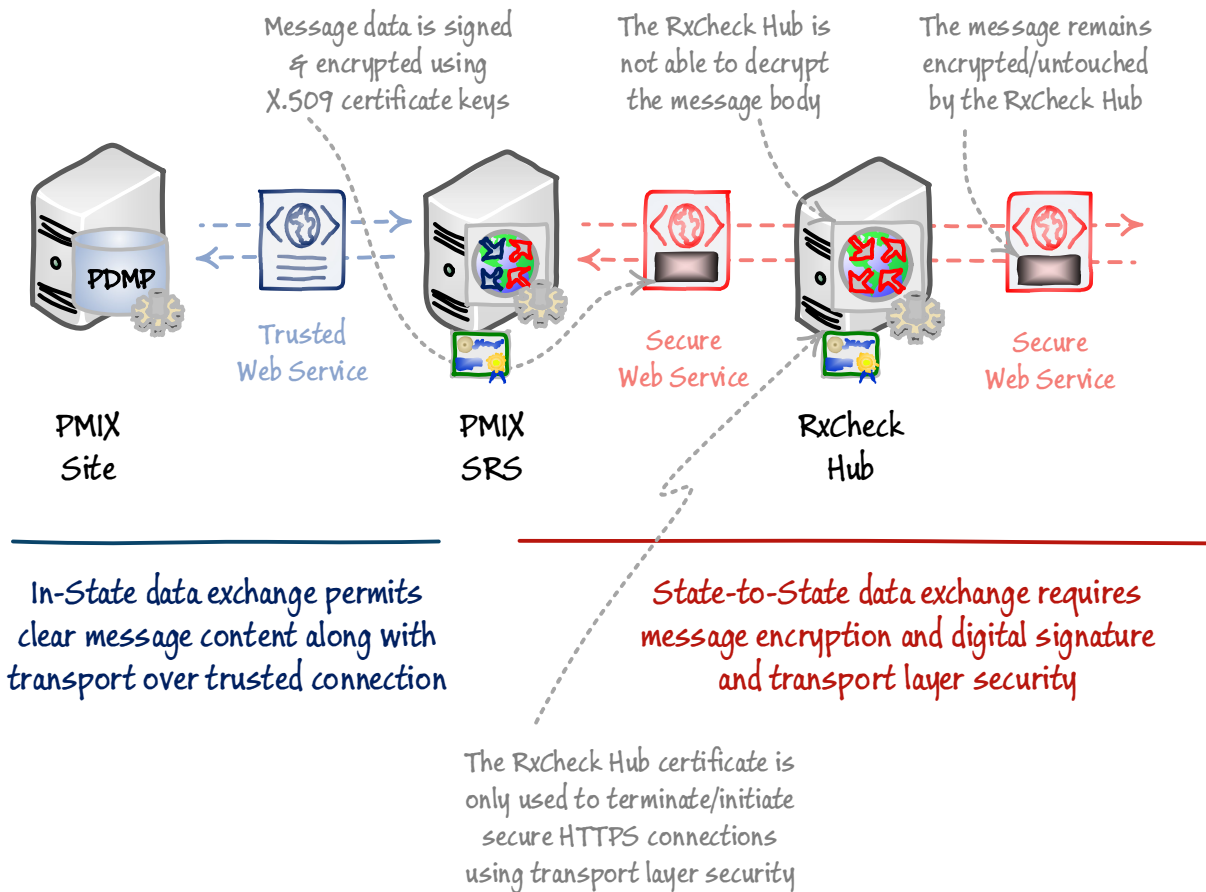 Message data is signed
& encrypted using
X.509 certificate keys
The RxCheck Hub is
not able to decrypt
the message body
The message remains
encrypted/untouched
by the RxCheck Hub
PDMP
Trusted
Web Service
Secure
Web Service
Secure
Web Service
PMIX
Site
PMIX
SRS
RxCheck
Hub
In-State data exchange permits
clear message content along with
transport over trusted connection
State-to-State data exchange requires
message encryption and digital signature
and transport layer security
The RxCheck Hub certificate is
only used to terminate/initiate
secure HTTPS connections
using transport layer security